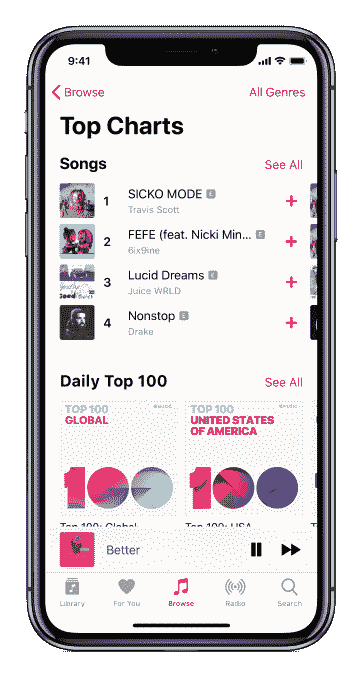 9:41
Browse
All Genres
Top Charts
Songs
See All
1
SICKO MODE E
Travis Scott
2
FEFE (feat. Nicki Min... E
6ix9ine
3
Lucid Dreams E
Juice WRLD
4
Nonstop E
Drake
Daily Top 100
See All
TOP 100
GLOBAL
100
TOP 100
UNITED STATES
OF AMERICA
100
Top 100: Global
Top 100: USA
Better
Library
For You
Browse
Radio
Search